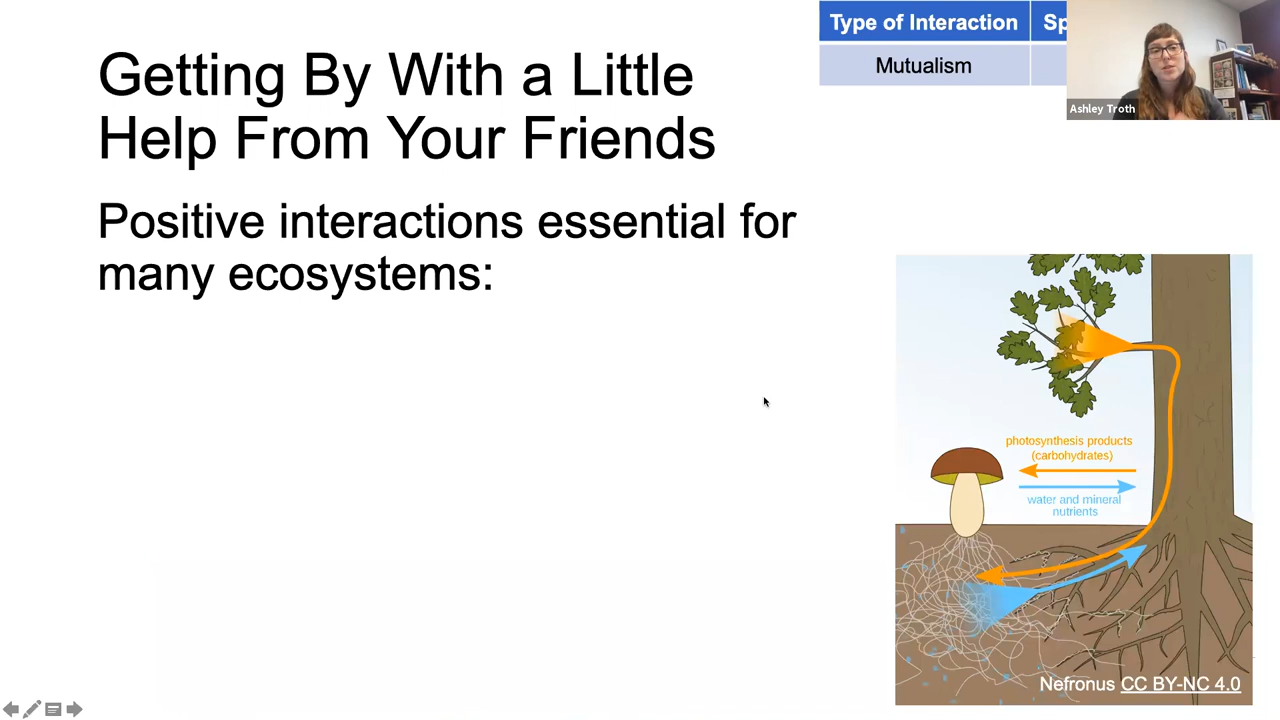 Getting By With a Little
Help From Your Friends
Positive interactions essential for
many ecosystems:
Type of Interaction
Mutualism
Ashley Troth
photosynthesis products
(carbohydrates)
water and mineral
nutrients
Nefronus CC BY-NC 4.0